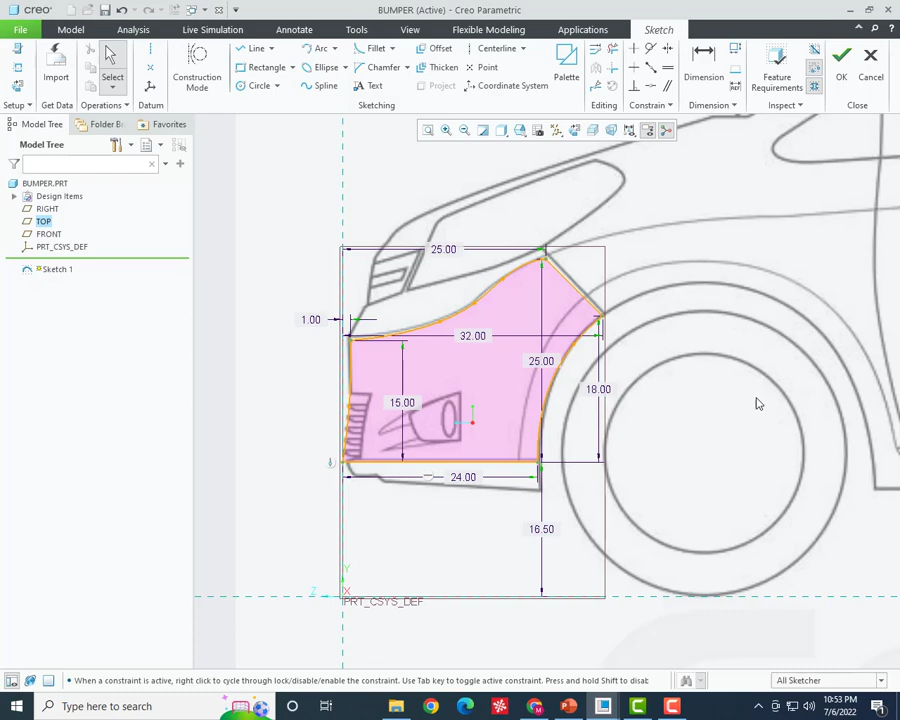 creo
BUMPER (Active) - Creo Parametric
File Model Analysis Live Simulation Annotate Tools View Flexible Modeling Applications Sketch
Import
Select
Construction Mode
Line
Rectangle
Circle
Arc
Ellipse
Spline
Fillet
Chamfer
Text
Offset
Thicken
Project
Centerline
Point
Coordinate System
Palette
Dimension
Feature Requirements
OK
Cancel
Setup Get Data Operations Datum Sketching Editing Constrain Dimension Inspect Close
Model Tree Folder Br Favorites
Model Tree
BUMPER.PRT
Design Items
RIGHT
TOP
FRONT
PRT_CSYS_DEF
Sketch 1
25.00
1.00
32.00
25.00
18.00
15.00
24.00
16.50
Y
Z
X
PRT_CSYS_DEF
When a constraint is active, right click to cycle through lock/disable/enable the constraint. Use Tab key to toggle active constraint. Press and hold Shift to disab
All Sketcher
Type here to search
10:53 PM
7/6/2022